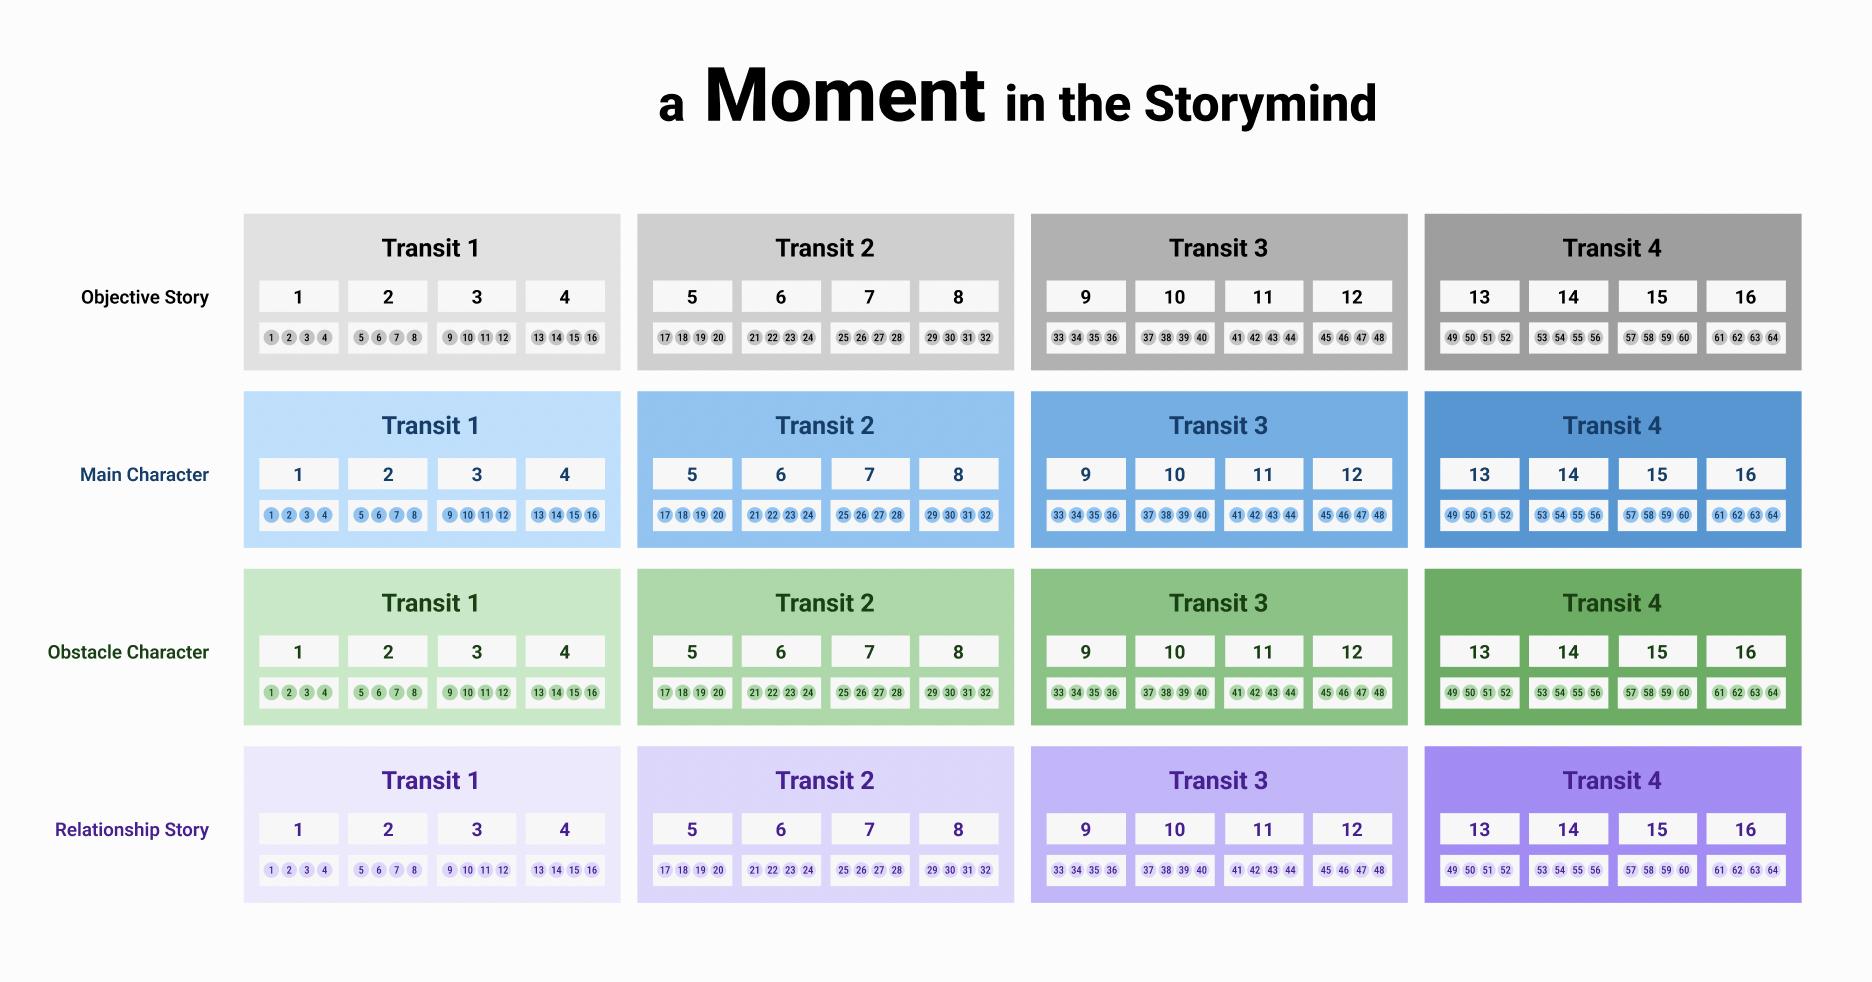 a Moment in the Storymind
Transit 1 Transit 2 Transit 3 Transit 4
Objective Story 1 2 3 4 5 6 7 8 9 10 11 12 13 14 15 16
1 2 3 4 5 6 7 8 9 10 11 12 13 14 15 16 17 18 19 20 21 22 23 24 25 26 27 28 29 30 31 32 33 34 35 36 37 38 39 40 41 42 43 44 45 46 47 48 49 50 51 52 53 54 55 56 57 58 59 60 61 62 63 64
Transit 1 Transit 2 Transit 3 Transit 4
Main Character 1 2 3 4 5 6 7 8 9 10 11 12 13 14 15 16
1 2 3 4 5 6 7 8 9 10 11 12 13 14 15 16 17 18 19 20 21 22 23 24 25 26 27 28 29 30 31 32 33 34 35 36 37 38 39 40 41 42 43 44 45 46 47 48 49 50 51 52 53 54 55 56 57 58 59 60 61 62 63 64
Transit 1 Transit 2 Transit 3 Transit 4
Obstacle Character 1 2 3 4 5 6 7 8 9 10 11 12 13 14 15 16
1 2 3 4 5 6 7 8 9 10 11 12 13 14 15 16 17 18 19 20 21 22 23 24 25 26 27 28 29 30 31 32 33 34 35 36 37 38 39 40 41 42 43 44 45 46 47 48 49 50 51 52 53 54 55 56 57 58 59 60 61 62 63 64
Transit 1 Transit 2 Transit 3 Transit 4
Relationship Story 1 2 3 4 5 6 7 8 9 10 11 12 13 14 15 16
1 2 3 4 5 6 7 8 9 10 11 12 13 14 15 16 17 18 19 20 21 22 23 24 25 26 27 28 29 30 31 32 33 34 35 36 37 38 39 40 41 42 43 44 45 46 47 48 49 50 51 52 53 54 55 56 57 58 59 60 61 62 63 64